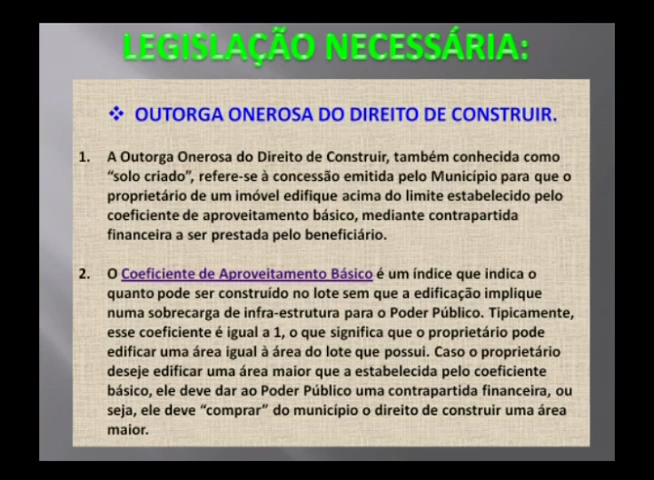 LEGISLAÇÃO NECESSÁRIA:
❖ OUTORGA ONEROSA DO DIREITO DE CONSTRUIR.
1. A Outorga Onerosa do Direito de Construir, também conhecida como
“solo criado”, refere-se à concessão emitida pelo Município para que o
proprietário de um imóvel edifique acima do limite estabelecido pelo
coeficiente de aproveitamento básico, mediante contrapartida
financeira a ser prestada pelo beneficiário.
2. O Coeficiente de Aproveitamento Básico é um índice que indica o
quanto pode ser construído no lote sem que a edificação implique
numa sobrecarga de infra-estrutura para o Poder Público. Tipicamente,
esse coeficiente é igual a 1, o que significa que o proprietário pode
edificar uma área igual à área do lote que possui. Caso o proprietário
deseje edificar uma área maior que a estabelecida pelo coeficiente
básico, ele deve dar ao Poder Público uma contrapartida financeira, ou
seja, ele deve “comprar” do município o direito de construir uma área
maior.